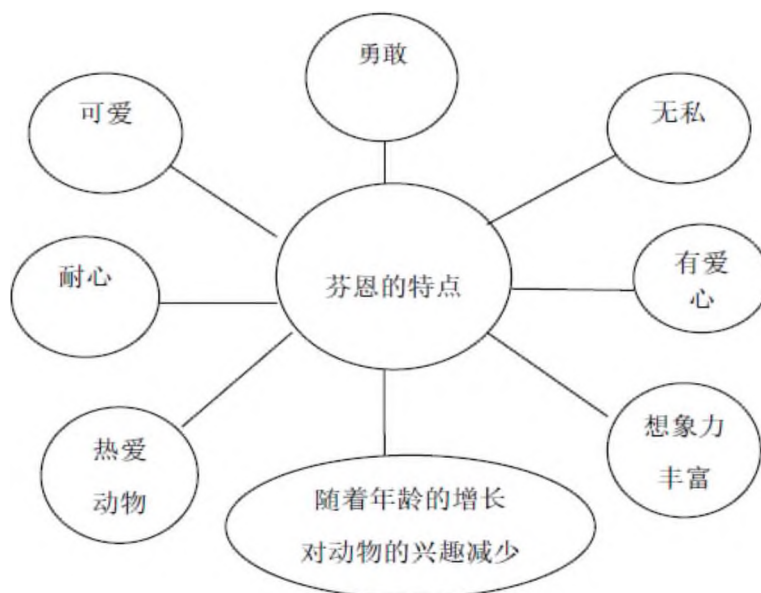 勇敢
可爱
无私
耐心
芬恩的特点
有爱
心
热爱
动物
想象力
丰富
随着年龄的增长
对动物的兴趣减少